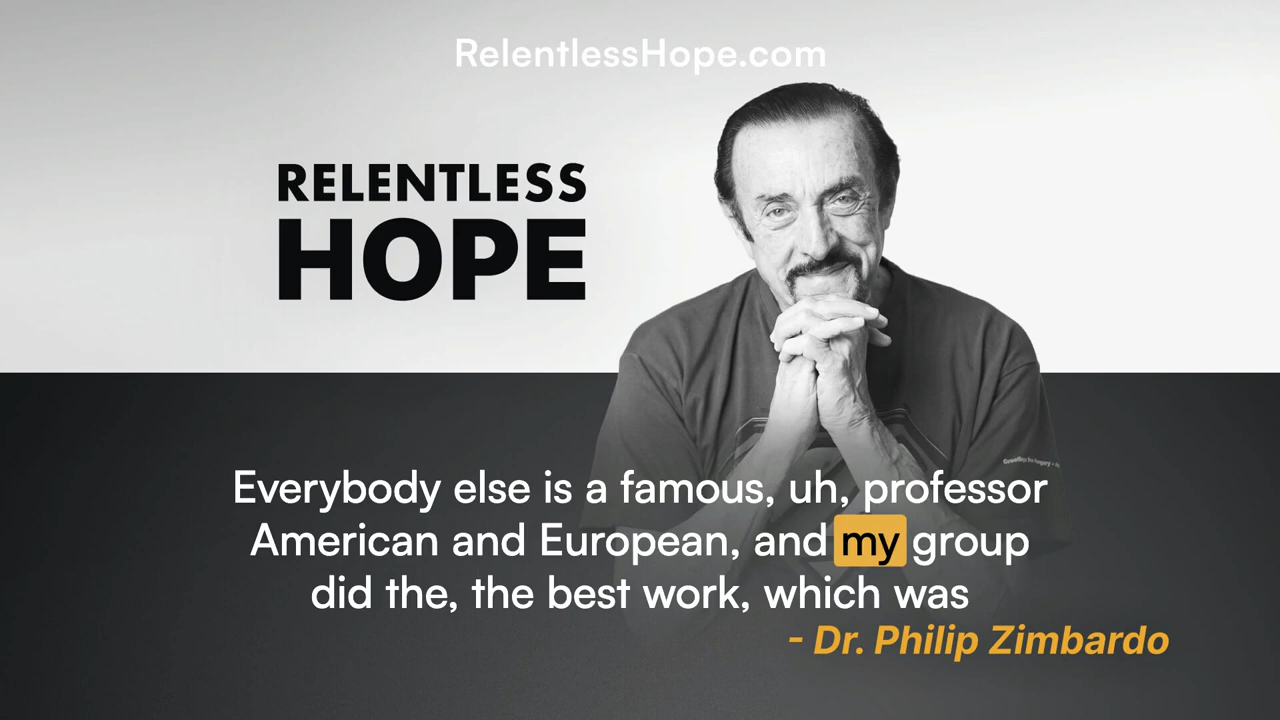 RelentlessHope.com
RELENTLESS
HOPE
Everybody else is a famous, uh, professor
American and European, and my group
did the, the best work, which was
- Dr. Philip Zimbardo